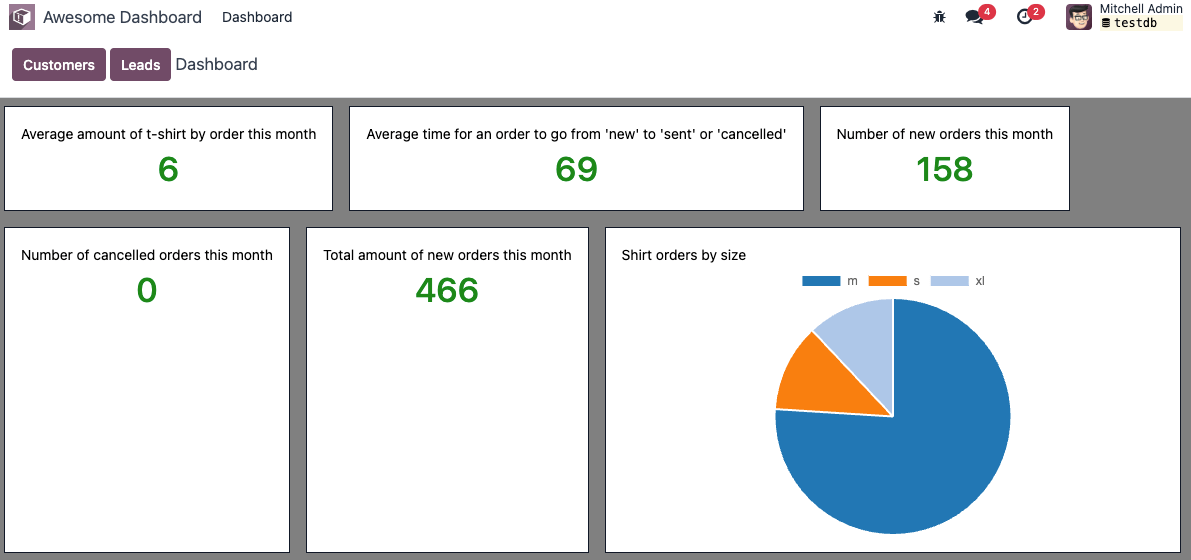 Awesome Dashboard Dashboard 4 2 Mitchell Admin
testdb
Customers Leads Dashboard
Average amount of t-shirt by order this month
6
Average time for an order to go from 'new' to 'sent' or 'cancelled'
69
Number of new orders this month
158
Number of cancelled orders this month
0
Total amount of new orders this month
466
Shirt orders by size
m s xl